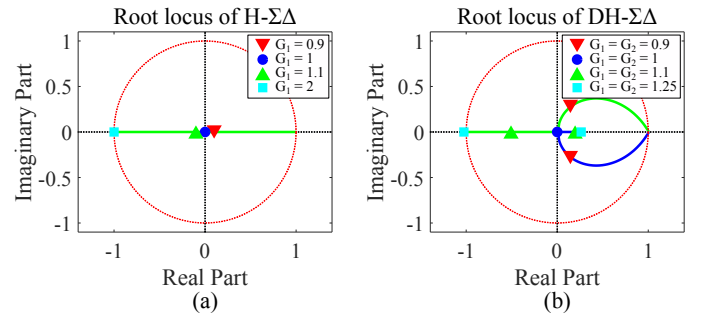 Root locus of H-ΣΔ
Imaginary Part
1
0.5
0
-0.5
-1
G₁ = 0.9
G₁ = 1
G₁ = 1.1
G₁ = 2
-1 0 1
Real Part
(a)
Root locus of DH-ΣΔ
Imaginary Part
1
0.5
0
-0.5
-1
G₁ = G₂ = 0.9
G₁ = G₂ = 1
G₁ = G₂ = 1.1
G₁ = G₂ = 1.25
-1 0 1
Real Part
(b)